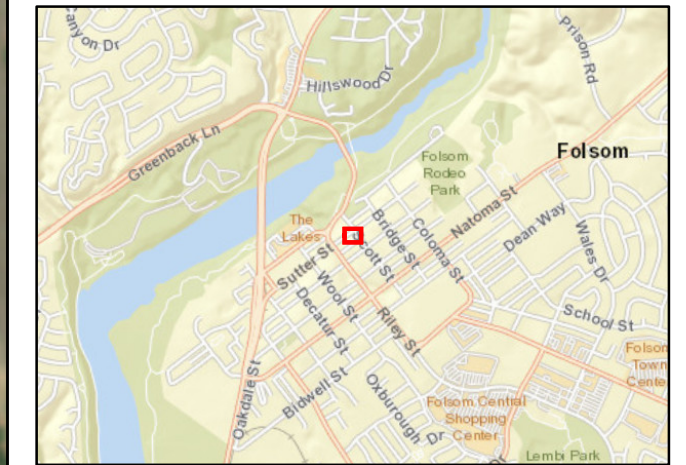 Canyon Dr
Prison Rd
Hillswood Dr
Greenback Ln
Folsom
Rodeo
Park
Folsom
The
Lakes
Bridge St
Coloma St
Natoma St
Dean Way
Wales Dr
Scott St
Sutter St
Wool St
Decatur St
Riley St
School St
Oakdale St
Bidwell St
Oxburough Dr
Folsom Central
Shopping
Center
Folsom
Town
Cente
Lembi Park